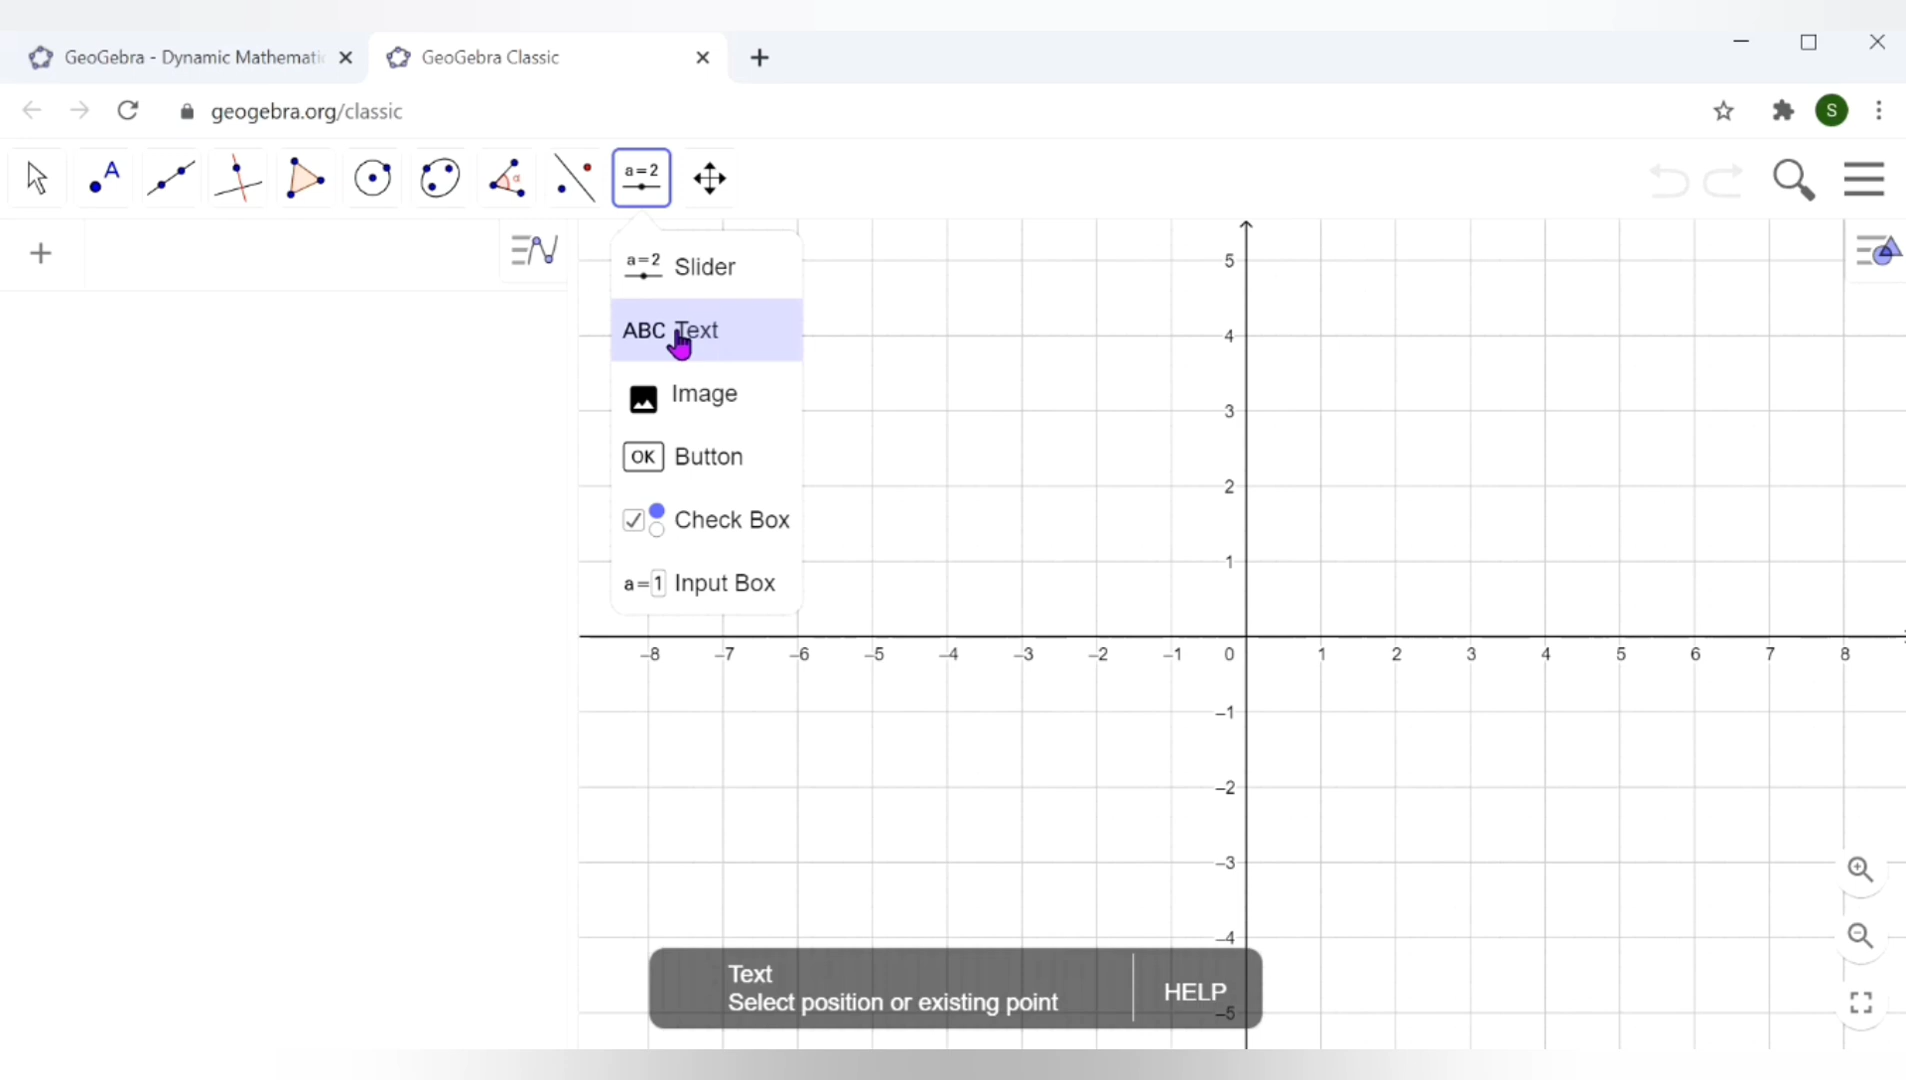 GeoGebra - Dynamic Mathematic
GeoGebra Classic
geogebra.org/classic
S
A
α
a=2
a=2 Slider
ABC Text
Image
OK Button
Check Box
a=1 Input Box
5
4
3
2
1
–8 –7 –6 –5 –4 –3 –2 –1 0 1 2 3 4 5 6 7 8
–1
–2
–3
–4
–5
Text
Select position or existing point
HELP